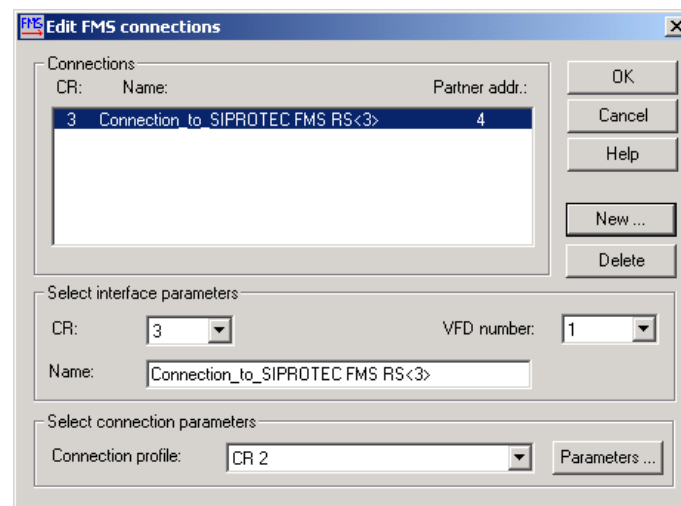 FMS Edit FMS connections
Connections
CR: Name: Partner addr.:
3 Connection_to_SIPROTEC FMS RS<3> 4
OK
Cancel
Help
New ...
Delete
Select interface parameters
CR: 3 VFD number: 1
Name: Connection_to_SIPROTEC FMS RS<3>
Select connection parameters
Connection profile: CR 2 Parameters ...